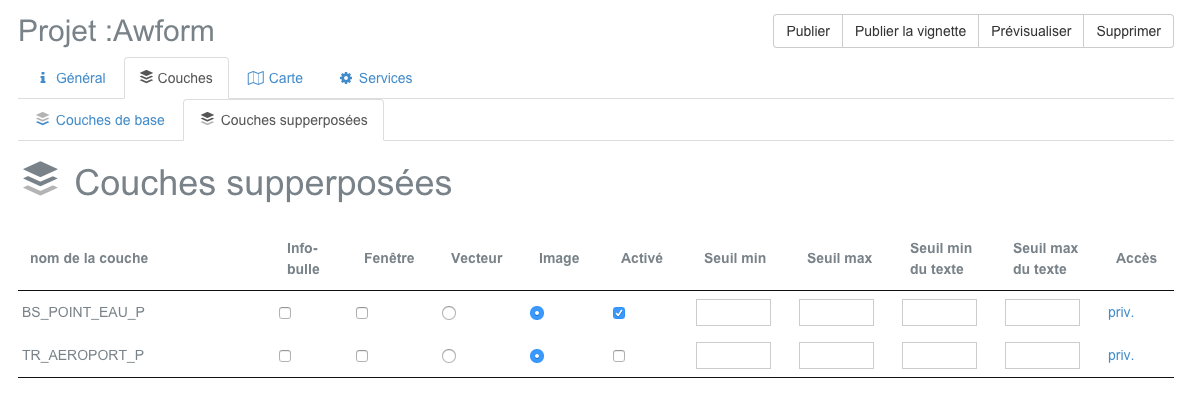 Projet :Awform
Publier Publier la vignette Prévisualiser Supprimer
Général Couches Carte Services
Couches de base Couches supperposées
Couches supperposées
nom de la couche Info-bulle Fenêtre Vecteur Image Activé Seuil min Seuil max Seuil min du texte Seuil max du texte Accès
BS_POINT_EAU_P priv.
TR_AEROPORT_P priv.